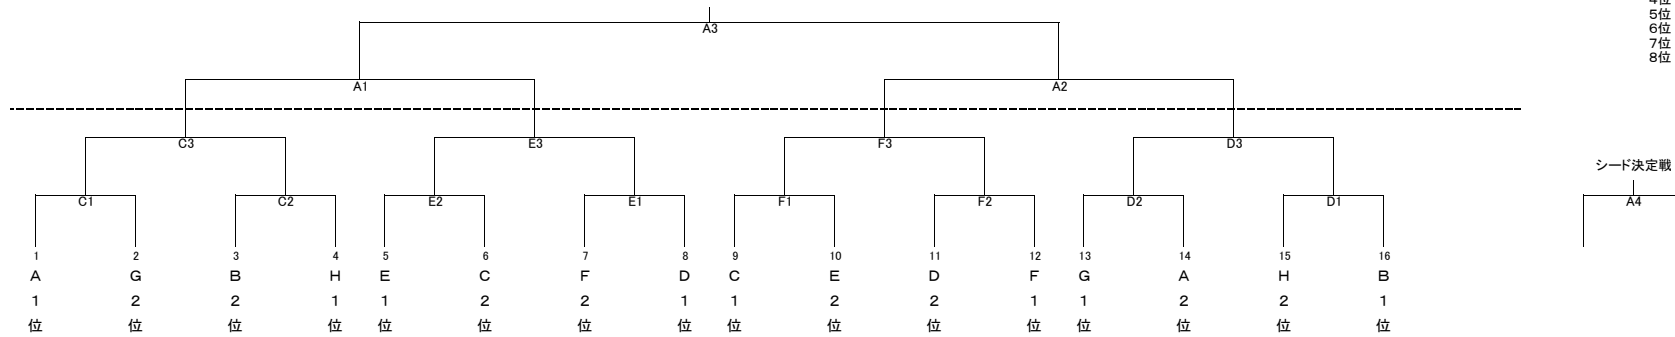 4位
5位
A3
6位
7位
8位
A1
A2
C3
E3
F3
D3
シード決定戦
C1
C2
E2
E1
F1
F2
D2
D1
A4
1 2 3 4 5 6 7 8 9 10 11 12 13 14 15 16
A G B H E C F D C E D F G A H B
1 2 2 1 1 2 2 1 1 2 2 1 1 2 2 1
位 位 位 位 位 位 位 位 位 位 位 位 位 位 位 位